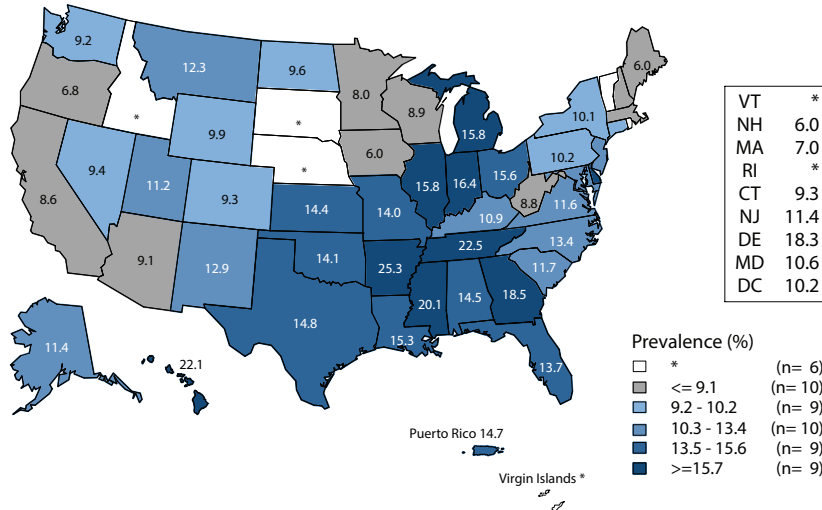 9.2
12.3
9.6
8.0
6.0
6.8
*
9.9
*
8.9
15.8
10.1
VT *
NH 6.0
MA 7.0
RI *
CT 9.3
NJ 11.4
DE 18.3
MD 10.6
DC 10.2
9.4
11.2
9.3
*
6.0
15.8
16.4
15.6
10.2
8.6
14.4
14.0
10.9
8.8
11.6
9.1
12.9
14.1
25.3
22.5
13.4
11.7
14.8
15.3
20.1
14.5
18.5
13.7
11.4
22.1
Puerto Rico 14.7
Virgin Islands *
Prevalence (%)
* (n= 6)
<= 9.1 (n= 10)
9.2 - 10.2 (n= 9)
10.3 - 13.4 (n= 10)
13.5 - 15.6 (n= 9)
>=15.7 (n= 9)